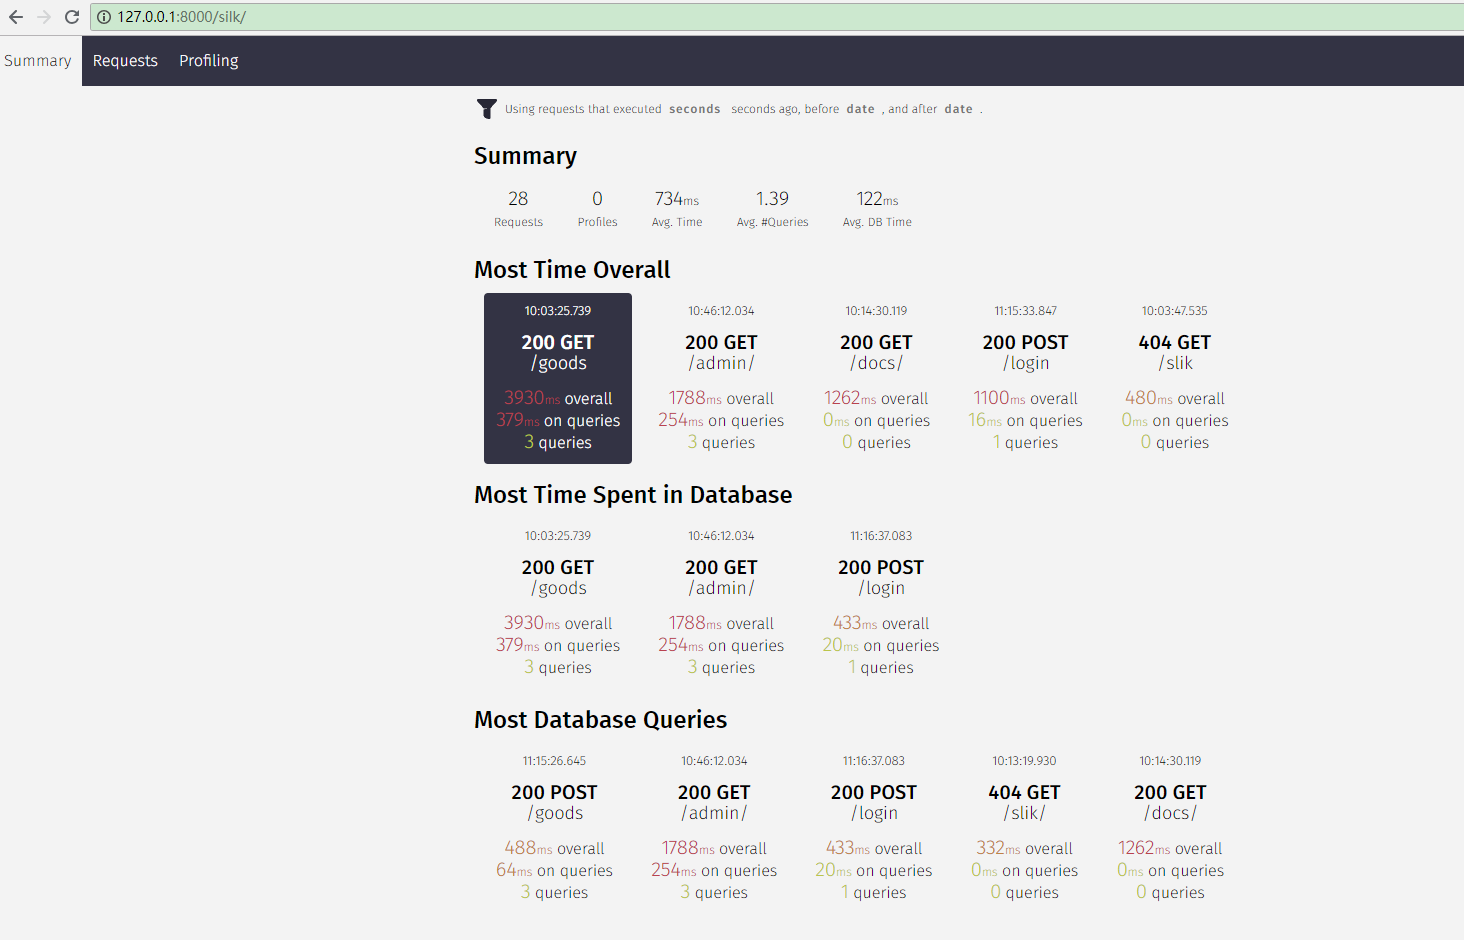 127.0.0.1:8000/silk/
Summary Requests Profiling
Using requests that executed seconds seconds ago, before date , and after date .
Summary
28 0 734ms 1.39 122ms
Requests Profiles Avg. Time Avg. #Queries Avg. DB Time
Most Time Overall
10:03:25.739 10:46:12.034 10:14:30.119 11:15:33.847 10:03:47.535
200 GET 200 GET 200 GET 200 POST 404 GET
/goods /admin/ /docs/ /login /slik
3930ms overall 1788ms overall 1262ms overall 1100ms overall 480ms overall
379ms on queries 254ms on queries 0ms on queries 16ms on queries 0ms on queries
3 queries 3 queries 0 queries 1 queries 0 queries
Most Time Spent in Database
10:03:25.739 10:46:12.034 11:16:37.083
200 GET 200 GET 200 POST
/goods /admin/ /login
3930ms overall 1788ms overall 433ms overall
379ms on queries 254ms on queries 20ms on queries
3 queries 3 queries 1 queries
Most Database Queries
11:15:26.645 10:46:12.034 11:16:37.083 10:13:19.930 10:14:30.119
200 POST 200 GET 200 POST 404 GET 200 GET
/goods /admin/ /login /slik/ /docs/
488ms overall 1788ms overall 433ms overall 332ms overall 1262ms overall
64ms on queries 254ms on queries 20ms on queries 0ms on queries 0ms on queries
3 queries 3 queries 1 queries 0 queries 0 queries